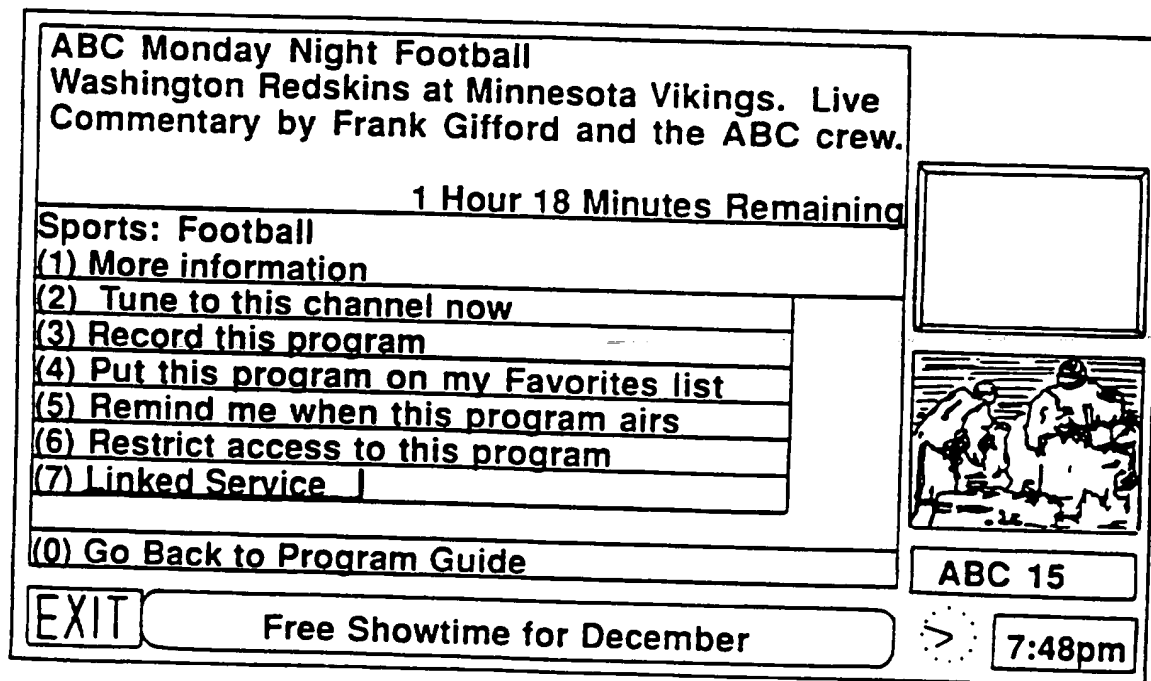 ABC Monday Night Football
Washington Redskins at Minnesota Vikings. Live
Commentary by Frank Gifford and the ABC crew.
1 Hour 18 Minutes Remaining
Sports: Football
(1) More information
(2) Tune to this channel now
(3) Record this program
(4) Put this program on my Favorites list
(5) Remind me when this program airs
(6) Restrict access to this program
(7) Linked Service
(0) Go Back to Program Guide
ABC 15
EXIT
Free Showtime for December
7:48pm